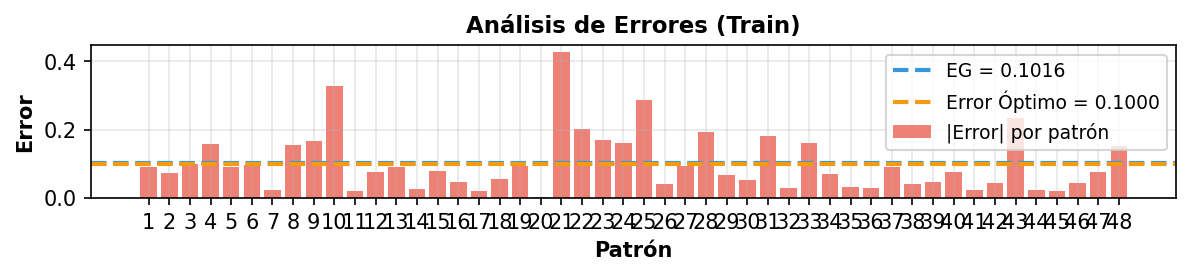 Análisis de Errores (Train)
EG = 0.1016
Error Óptimo = 0.1000
|Error| por patrón
Error
0.4
0.2
0.0
1 2 3 4 5 6 7 8 9 10 11 12 13 14 15 16 17 18 19 20 21 22 23 24 25 26 27 28 29 30 31 32 33 34 35 36 37 38 39 40 41 42 43 44 45 46 47 48
Patrón